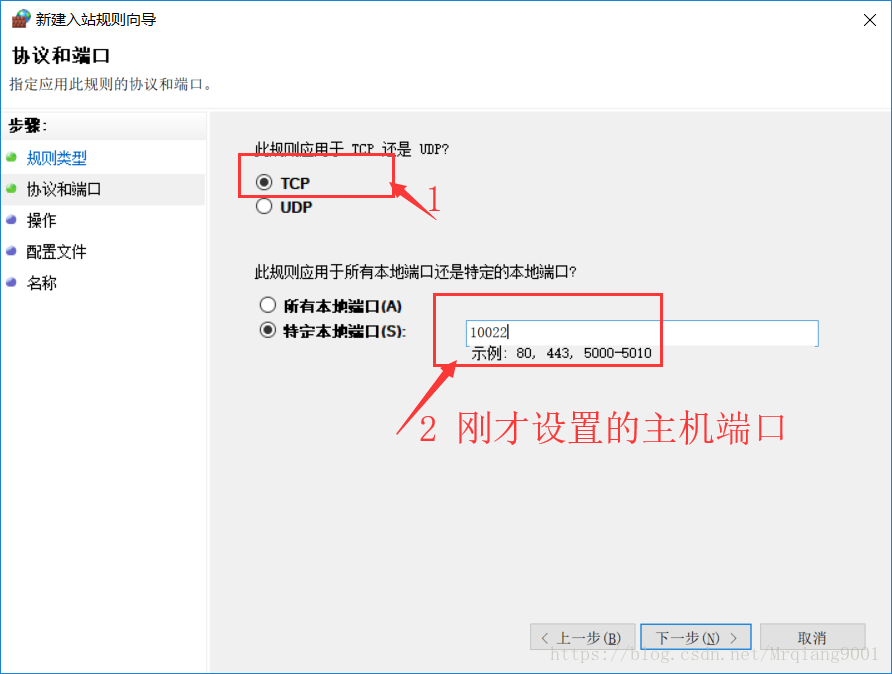 新建入站规则向导
协议和端口
指定应用此规则的协议和端口。
步骤:
规则类型
协议和端口
操作
配置文件
名称
此规则应用于 TCP 还是 UDP?
TCP
1
UDP
此规则应用于所有本地端口还是特定的本地端口?
所有本地端口(A)
特定本地端口(S):
10022
示例: 80, 443, 5000-5010
2 刚才设置的主机端口
< 上一步(B)
下一步(N) >
取消
https://blog.csdn.net/Mrqiang9001